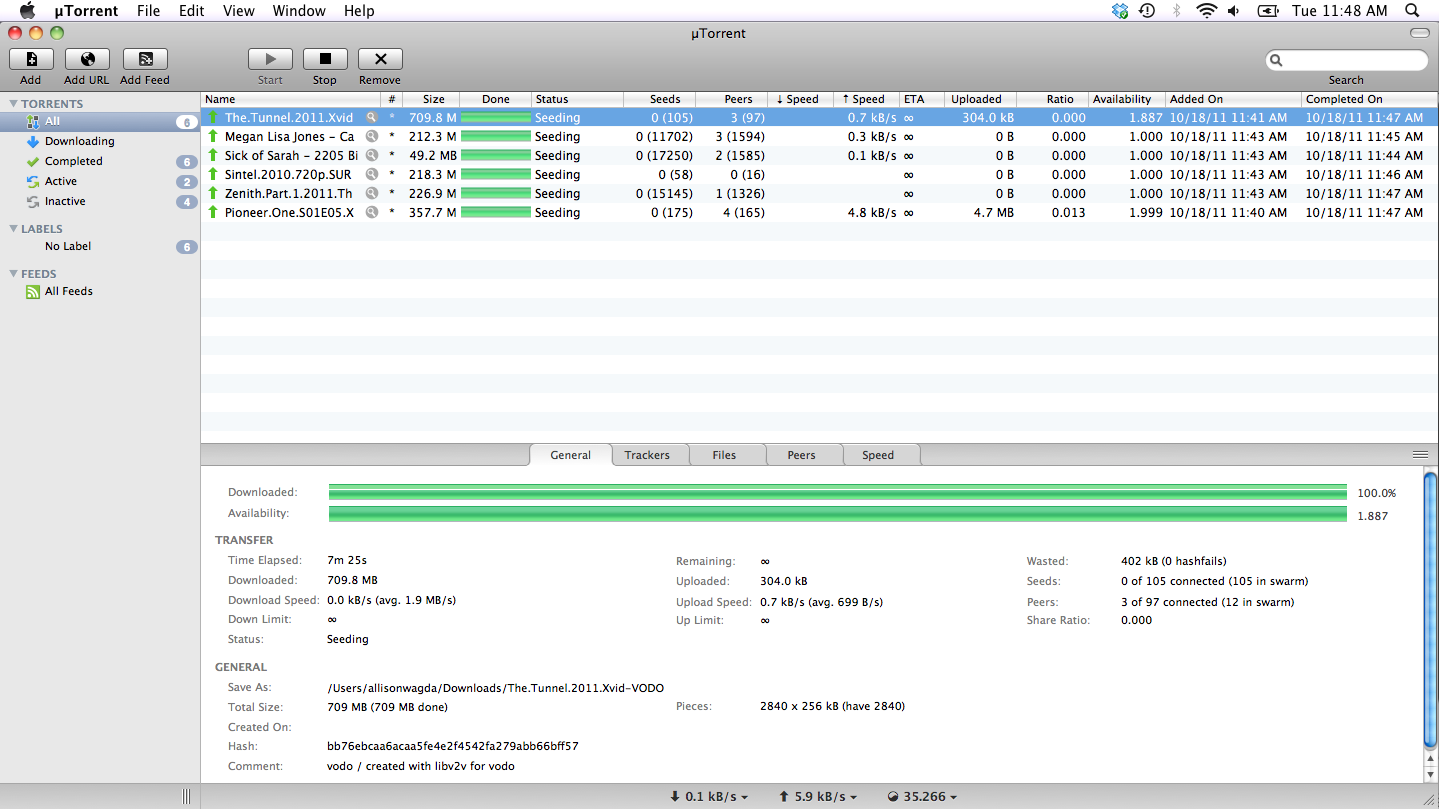 µTorrent File Edit View Window Help Tue 11:48 AM
µTorrent
Add Add URL Add Feed Start Stop Remove Search
TORRENTS
All 6
Downloading
Completed 6
Active 2
Inactive 4
LABELS
No Label 6
FEEDS
All Feeds
Name # Size Done Status Seeds Peers ↓ Speed ↑ Speed ETA Uploaded Ratio Availability Added On Completed On
The.Tunnel.2011.Xvid * 709.8 M Seeding 0 (105) 3 (97) 0.7 kB/s ∞ 304.0 kB 0.000 1.887 10/18/11 11:41 AM 10/18/11 11:47 AM
Megan Lisa Jones - Ca * 212.3 M Seeding 0 (11702) 3 (1594) 0.3 kB/s ∞ 0 B 0.000 1.000 10/18/11 11:43 AM 10/18/11 11:45 AM
Sick of Sarah - 2205 Bi * 49.2 MB Seeding 0 (17250) 2 (1585) 0.1 kB/s ∞ 0 B 0.000 1.000 10/18/11 11:43 AM 10/18/11 11:44 AM
Sintel.2010.720p.SUR * 218.3 M Seeding 0 (58) 0 (16) ∞ 0 B 0.000 1.000 10/18/11 11:43 AM 10/18/11 11:46 AM
Zenith.Part.1.2011.Th * 226.9 M Seeding 0 (15145) 1 (1326) ∞ 0 B 0.000 1.000 10/18/11 11:43 AM 10/18/11 11:47 AM
Pioneer.One.S01E05.X * 357.7 M Seeding 0 (175) 4 (165) 4.8 kB/s ∞ 4.7 MB 0.013 1.999 10/18/11 11:40 AM 10/18/11 11:47 AM
General Trackers Files Peers Speed
Downloaded: 100.0%
Availability: 1.887
TRANSFER
Time Elapsed: 7m 25s Remaining: ∞ Wasted: 402 kB (0 hashfails)
Downloaded: 709.8 MB Uploaded: 304.0 kB Seeds: 0 of 105 connected (105 in swarm)
Download Speed: 0.0 kB/s (avg. 1.9 MB/s) Upload Speed: 0.7 kB/s (avg. 699 B/s) Peers: 3 of 97 connected (12 in swarm)
Down Limit: ∞ Up Limit: ∞ Share Ratio: 0.000
Status: Seeding
GENERAL
Save As: /Users/allisonwagda/Downloads/The.Tunnel.2011.Xvid-VODO
Total Size: 709 MB (709 MB done) Pieces: 2840 x 256 kB (have 2840)
Created On:
Hash: bb76ebcaa6acaa5fe4e2f4542fa279abb66bff57
Comment: vodo / created with libv2v for vodo
0.1 kB/s 5.9 kB/s 35.266